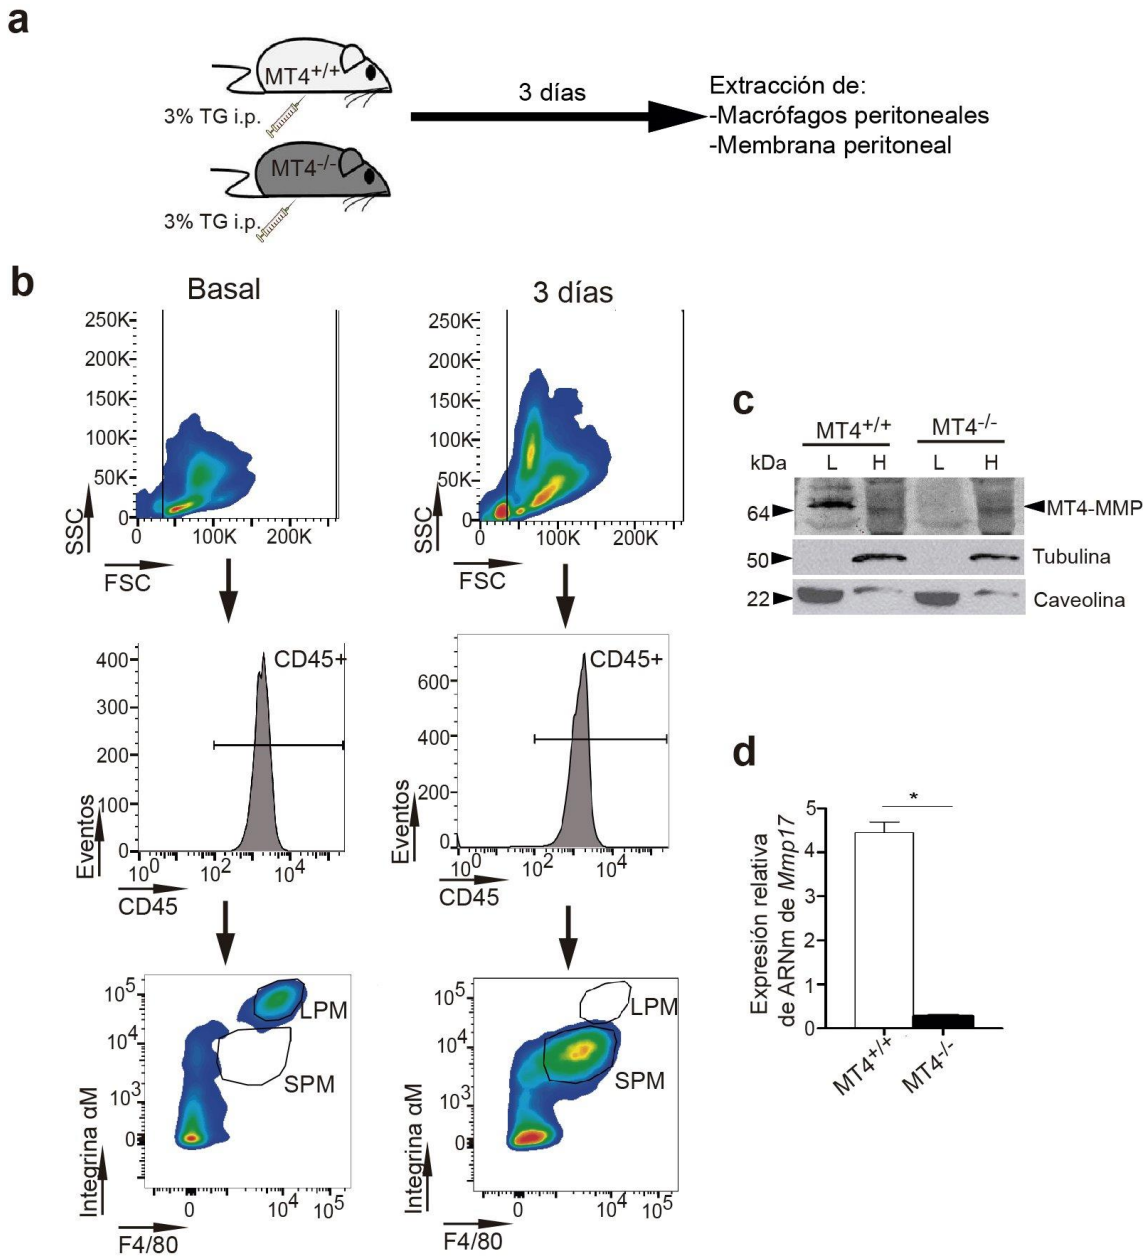 a
MT4+/+
3% TG i.p.
MT4-/-
3% TG i.p.
3 días
Extracción de:
-Macrófagos peritoneales
-Membrana peritoneal
b
Basal
3 días
250K
200K
150K
100K
50K
0
SSC
0 100K 200K
FSC
250K
200K
150K
100K
50K
0
SSC
0 100K 200K
FSC
400
300
200
100
0
Eventos
CD45+
10^0 10^2 10^4
CD45
600
400
200
0
Eventos
CD45+
10^0 10^2 10^4
CD45
10^5
10^4
10^3
0
Integrina αM
LPM
SPM
0 10^4 10^5
F4/80
10^5
10^4
10^3
0
Integrina αM
LPM
SPM
0 10^4 10^5
F4/80
c
MT4+/+ MT4-/-
kDa L H L H
64 MT4-MMP
50 Tubulina
22 Caveolina
d
Expresión relativa
de ARNm de Mmp17
5
4
3
2
1
0
*
MT4+/+
MT4-/-